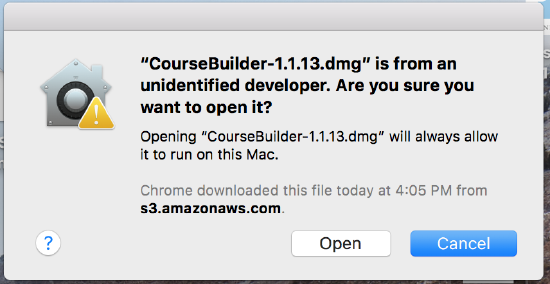 “CourseBuilder-1.1.13.dmg” is from an
unidentified developer. Are you sure you
want to open it?
Opening “CourseBuilder-1.1.13.dmg” will always allow
it to run on this Mac.
Chrome downloaded this file today at 4:05 PM from
s3.amazonaws.com.
?
Open
Cancel